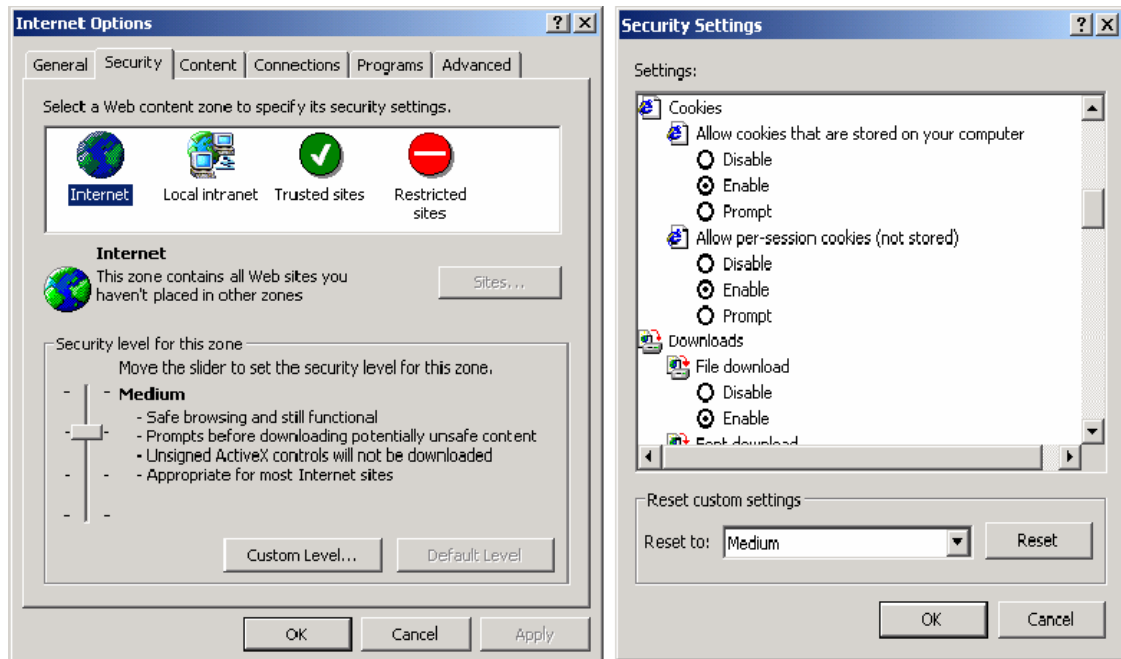 Internet Options
General Security Content Connections Programs Advanced
Select a Web content zone to specify its security settings.
Internet Local intranet Trusted sites Restricted
sites
Internet
This zone contains all Web sites you
haven't placed in other zones
Sites...
Security level for this zone
Move the slider to set the security level for this zone.
Medium
- Safe browsing and still functional
- Prompts before downloading potentially unsafe content
- Unsigned ActiveX controls will not be downloaded
- Appropriate for most Internet sites
Custom Level... Default Level
OK Cancel Apply
Security Settings
Settings:
Cookies
Allow cookies that are stored on your computer
Disable
Enable
Prompt
Allow per-session cookies (not stored)
Disable
Enable
Prompt
Downloads
File download
Disable
Enable
Font download
Reset custom settings
Reset to: Medium Reset
OK Cancel